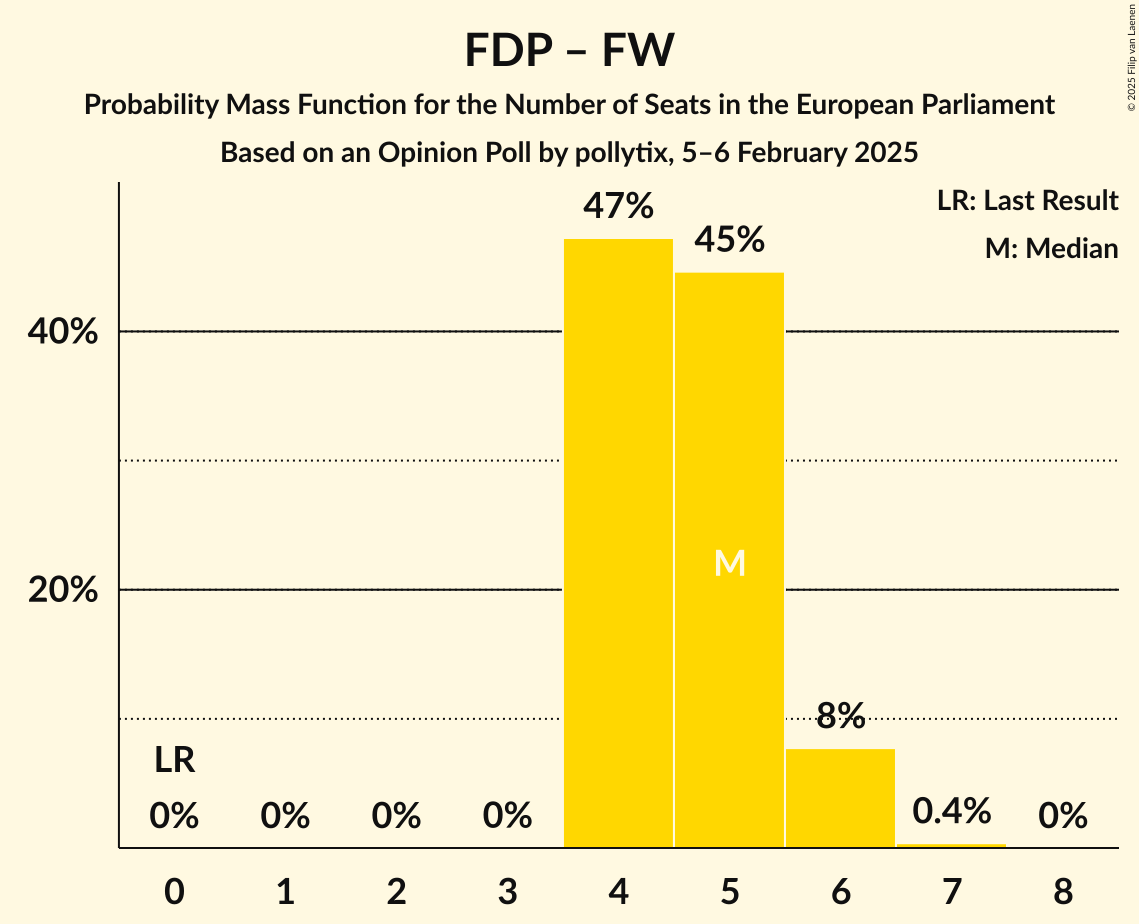 FDP – FW
Probability Mass Function for the Number of Seats in the European Parliament
Based on an Opinion Poll by pollytix, 5–6 February 2025
© 2025 Filip van Laenen
LR: Last Result
M: Median
47%
45%
40%
M
20%
8%
LR
0%
0%
0%
0%
0.4%
0%
0
1
2
3
4
5
6
7
8